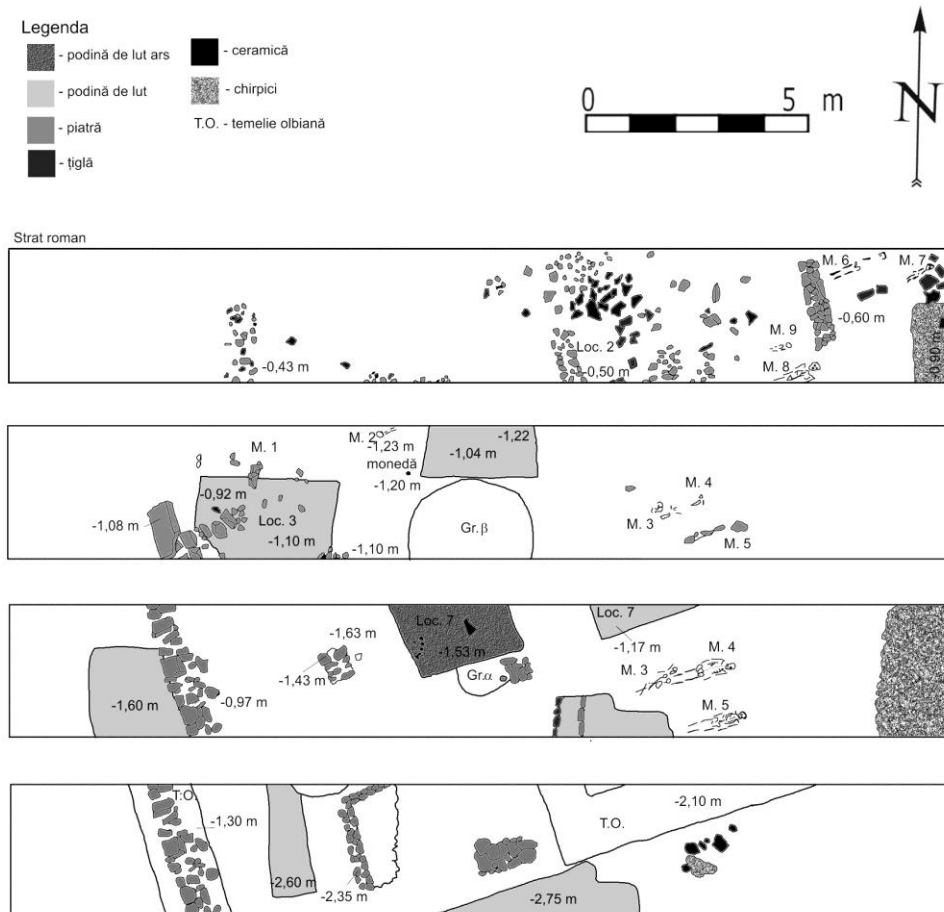 Legenda
- podină de lut ars
- ceramică
- podină de lut
- chirpici
- piatră
T.O. - temelie olbiană
- țiglă
0 5 m
N
Strat roman
M. 6
M. 7
-0,60 m
M. 9
Loc. 2
M. 8
-0,43 m
-0,50 m
-0,90 m
M. 2
-1,22
M. 1
-1,23 m
-1,04 m
monedă
-1,20 m
-0,92 m
M. 4
Loc. 3
M. 3
-1,08 m
Gr. β
-1,10 m
M. 5
-1,10 m
Loc. 7
Loc. 7
-1,63 m
-1,17 m
-1,53 m
M. 4
M. 3
Gr.α
-1,43 m
-1,60 m
-0,97 m
M. 5
T.O.
-2,10 m
-1,30 m
T.O.
-2,60 m
-2,35 m
-2,75 m